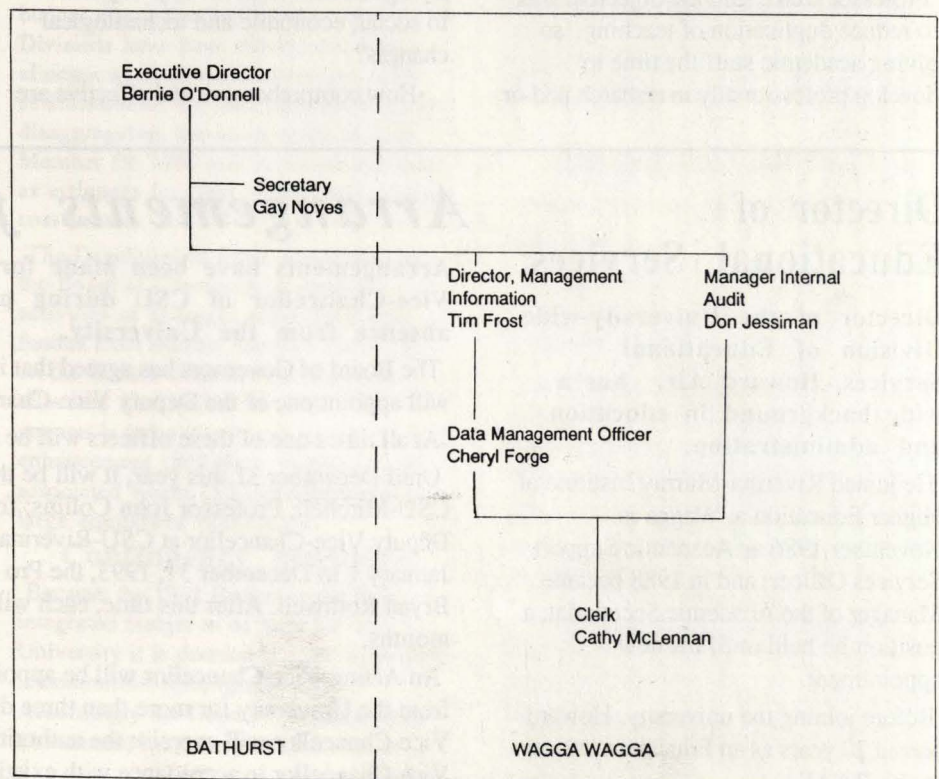 Executive Director
Bernie O'Donnell
Secretary
Gay Noyes
Director, Management
Information
Tim Frost
Manager Internal
Audit
Don Jessiman
Data Management Officer
Cheryl Forge
Clerk
Cathy McLennan
BATHURST
WAGGA WAGGA